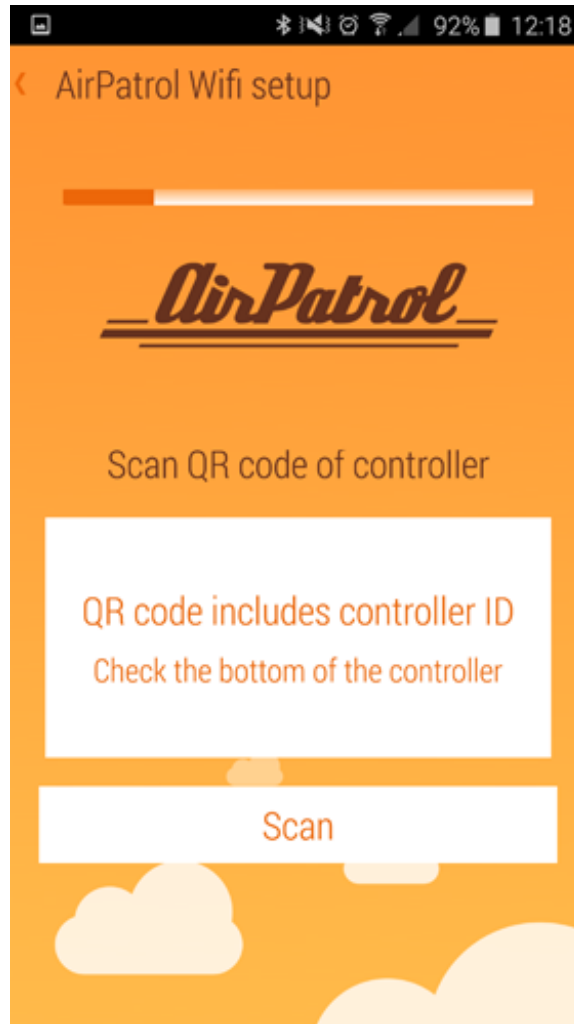 92% 12:18
AirPatrol Wifi setup
AirPatrol
Scan QR code of controller
QR code includes controller ID
Check the bottom of the controller
Scan